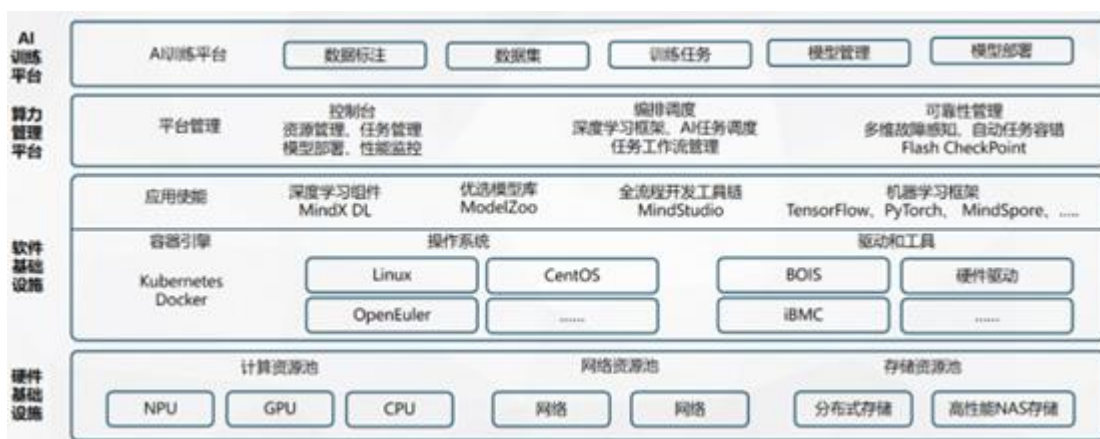 AI
训练
平台
AI训练平台
数据标注
数据集
训练任务
模型管理
模型部署
算力
管理
平台
平台管理
控制台
资源管理、任务管理
模型部署、性能监控
编排调度
深度学习框架、AI任务调度
任务工作流管理
可靠性管理
多维故障感知、自动任务容错
Flash CheckPoint
软件
基础
设施
应用使能
深度学习组件
MindX DL
优选模型库
ModelZoo
全流程开发工具链
MindStudio
机器学习框架
TensorFlow、PyTorch、MindSpore、.....
容器引擎
Kubernetes
Docker
操作系统
Linux
CentOS
OpenEuler
......
驱动和工具
BOIS
硬件驱动
iBMC
......
硬件
基础
设施
计算资源池
NPU
GPU
CPU
网络资源池
网络
网络
存储资源池
分布式存储
高性能NAS存储